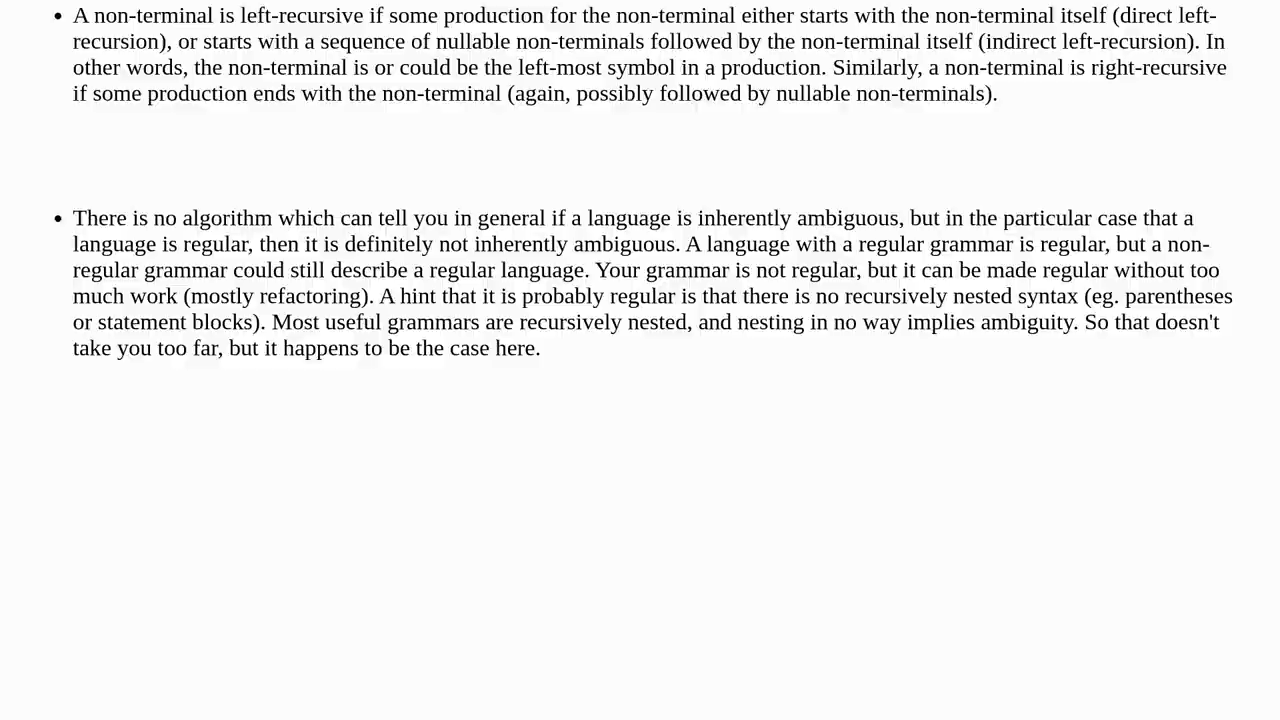 • A non-terminal is left-recursive if some production for the non-terminal either starts with the non-terminal itself (direct left-
recursion), or starts with a sequence of nullable non-terminals followed by the non-terminal itself (indirect left-recursion). In
other words, the non-terminal is or could be the left-most symbol in a production. Similarly, a non-terminal is right-recursive
if some production ends with the non-terminal (again, possibly followed by nullable non-terminals).
• There is no algorithm which can tell you in general if a language is inherently ambiguous, but in the particular case that a
language is regular, then it is definitely not inherently ambiguous. A language with a regular grammar is regular, but a non-
regular grammar could still describe a regular language. Your grammar is not regular, but it can be made regular without too
much work (mostly refactoring). A hint that it is probably regular is that there is no recursively nested syntax (eg. parentheses
or statement blocks). Most useful grammars are recursively nested, and nesting in no way implies ambiguity. So that doesn't
take you too far, but it happens to be the case here.